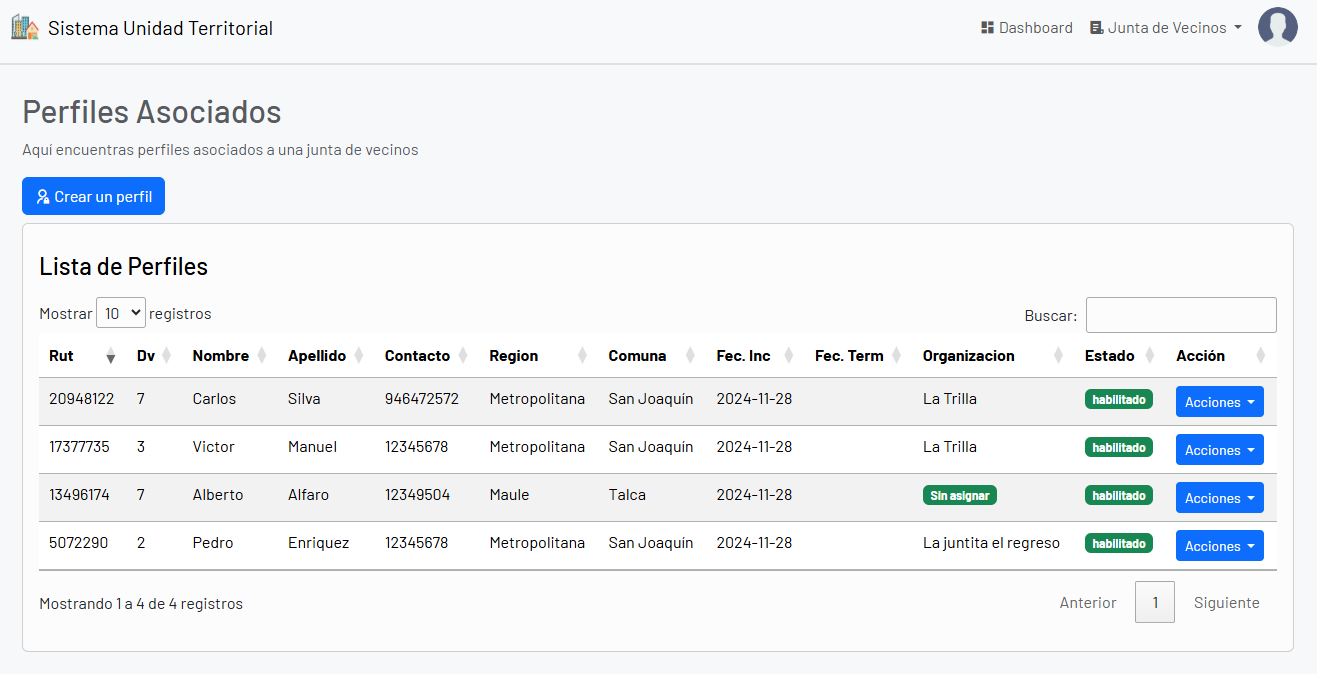 Sistema Unidad Territorial Dashboard Junta de Vecinos
Perfiles Asociados
Aquí encuentras perfiles asociados a una junta de vecinos
Crear un perfil
Lista de Perfiles
Mostrar 10 registros Buscar:
Rut Dv Nombre Apellido Contacto Region Comuna Fec. Inc Fec. Term Organizacion Estado Acción
20948122 7 Carlos Silva 946472572 Metropolitana San Joaquín 2024-11-28 La Trilla habilitado Acciones
17377735 3 Victor Manuel 12345678 Metropolitana San Joaquín 2024-11-28 La Trilla habilitado Acciones
13496174 7 Alberto Alfaro 12349504 Maule Talca 2024-11-28 Sin asignar habilitado Acciones
5072290 2 Pedro Enriquez 12345678 Metropolitana San Joaquín 2024-11-28 La juntita el regreso habilitado Acciones
Mostrando 1 a 4 de 4 registros Anterior 1 Siguiente